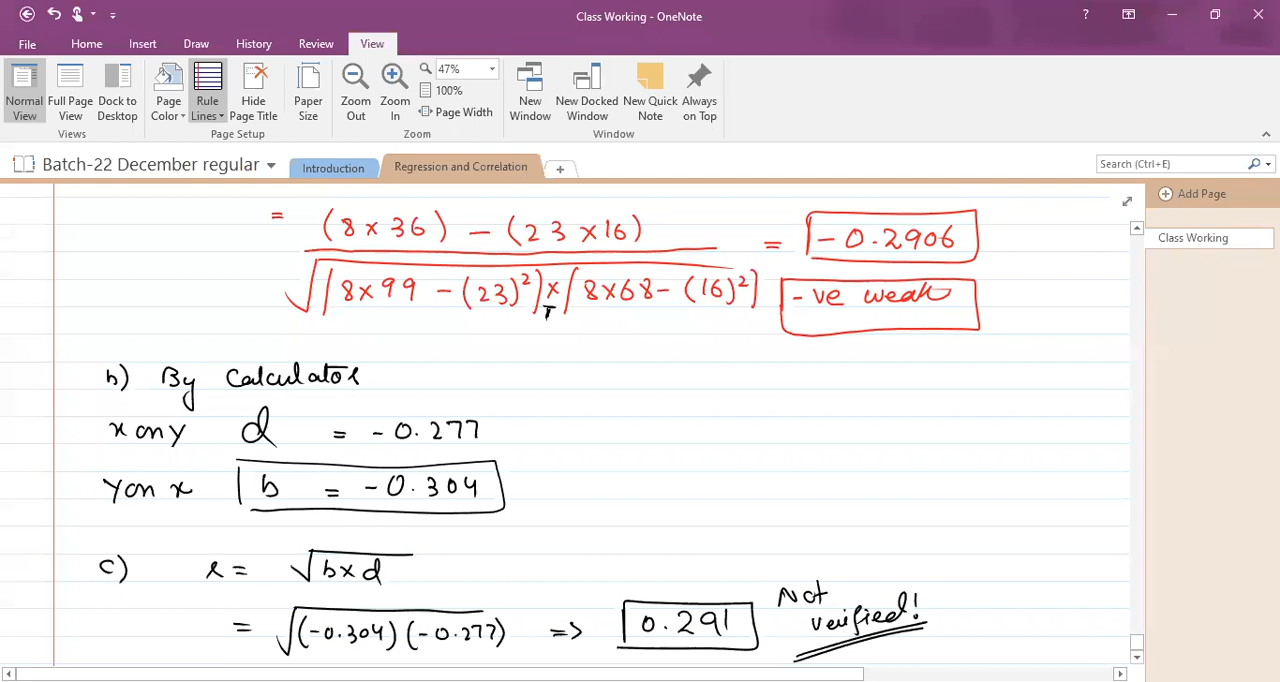 Class Working - OneNote
File Home Insert Draw History Review View
Normal View Full Page View Dock to Desktop Page Color Rule Lines Hide Page Title Paper Size Zoom Out Zoom In 47% 100% Page Width New Window New Docked Window New Quick Note Always on Top
Views Page Setup Zoom Window
Batch-22 December regular Introduction Regression and Correlation Search (Ctrl+E)
Add Page
Class Working
= (8 x 36) - (23 x 16) = -0.2906
√(8x99 - (23)²) x (8x68 - (16)²) -ve weak
b) By Calculator
x on y d = -0.277
y on x b = -0.304
c) r = √b x d
= √(-0.304) (-0.277) => 0.291 Not verified!